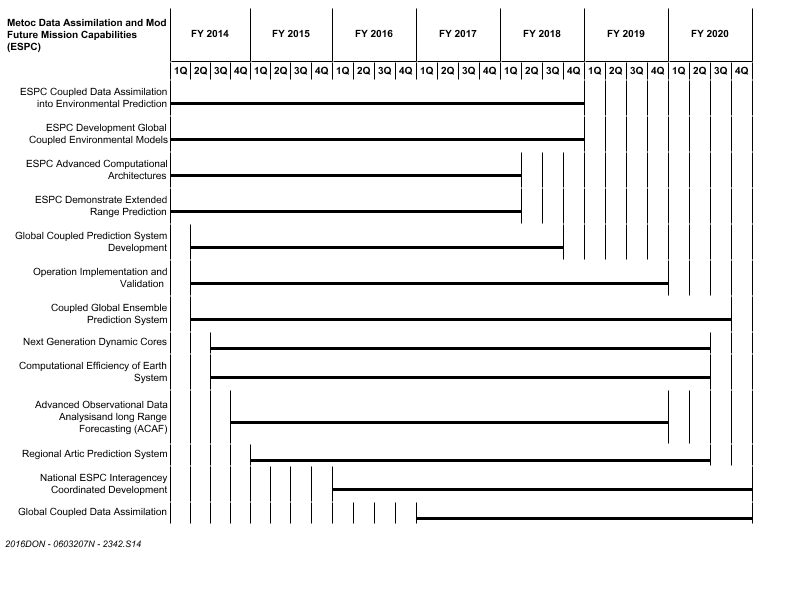 Metoc Data Assimilation and Mod
Future Mission Capabilities
(ESPC)
FY 2014 FY 2015 FY 2016 FY 2017 FY 2018 FY 2019 FY 2020
1Q 2Q 3Q 4Q 1Q 2Q 3Q 4Q 1Q 2Q 3Q 4Q 1Q 2Q 3Q 4Q 1Q 2Q 3Q 4Q 1Q 2Q 3Q 4Q 1Q 2Q 3Q 4Q
ESPC Coupled Data Assimilation
into Environmental Prediction
ESPC Development Global
Coupled Environmental Models
ESPC Advanced Computational
Architectures
ESPC Demonstrate Extended
Range Prediction
Global Coupled Prediction System
Development
Operation Implementation and
Validation
Coupled Global Ensemble
Prediction System
Next Generation Dynamic Cores
Computational Efficiency of Earth
System
Advanced Observational Data
Analysisand long Range
Forecasting (ACAF)
Regional Artic Prediction System
National ESPC Interagencey
Coordinated Development
Global Coupled Data Assimilation
2016DON - 0603207N - 2342.S14